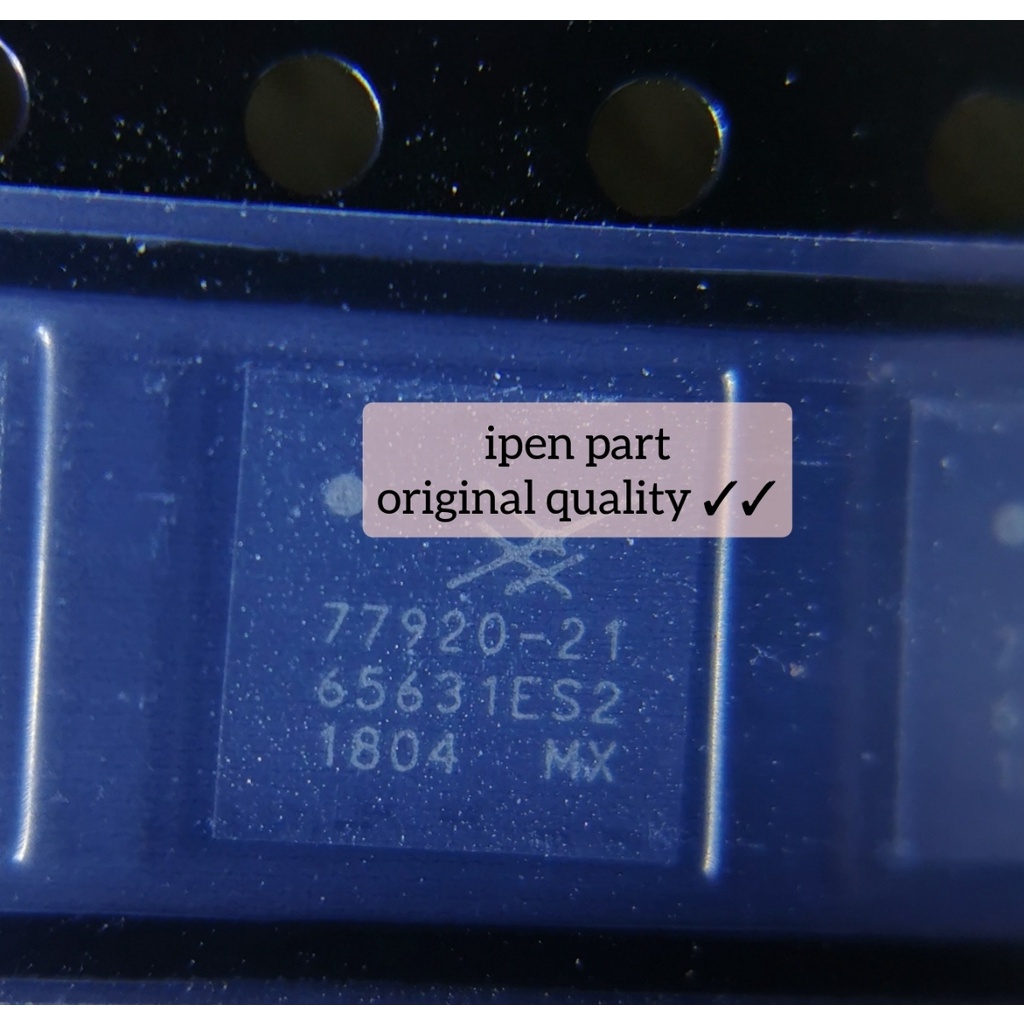 ipen part
original quality ✓✓
77920-21
65631ES2
1804 MX